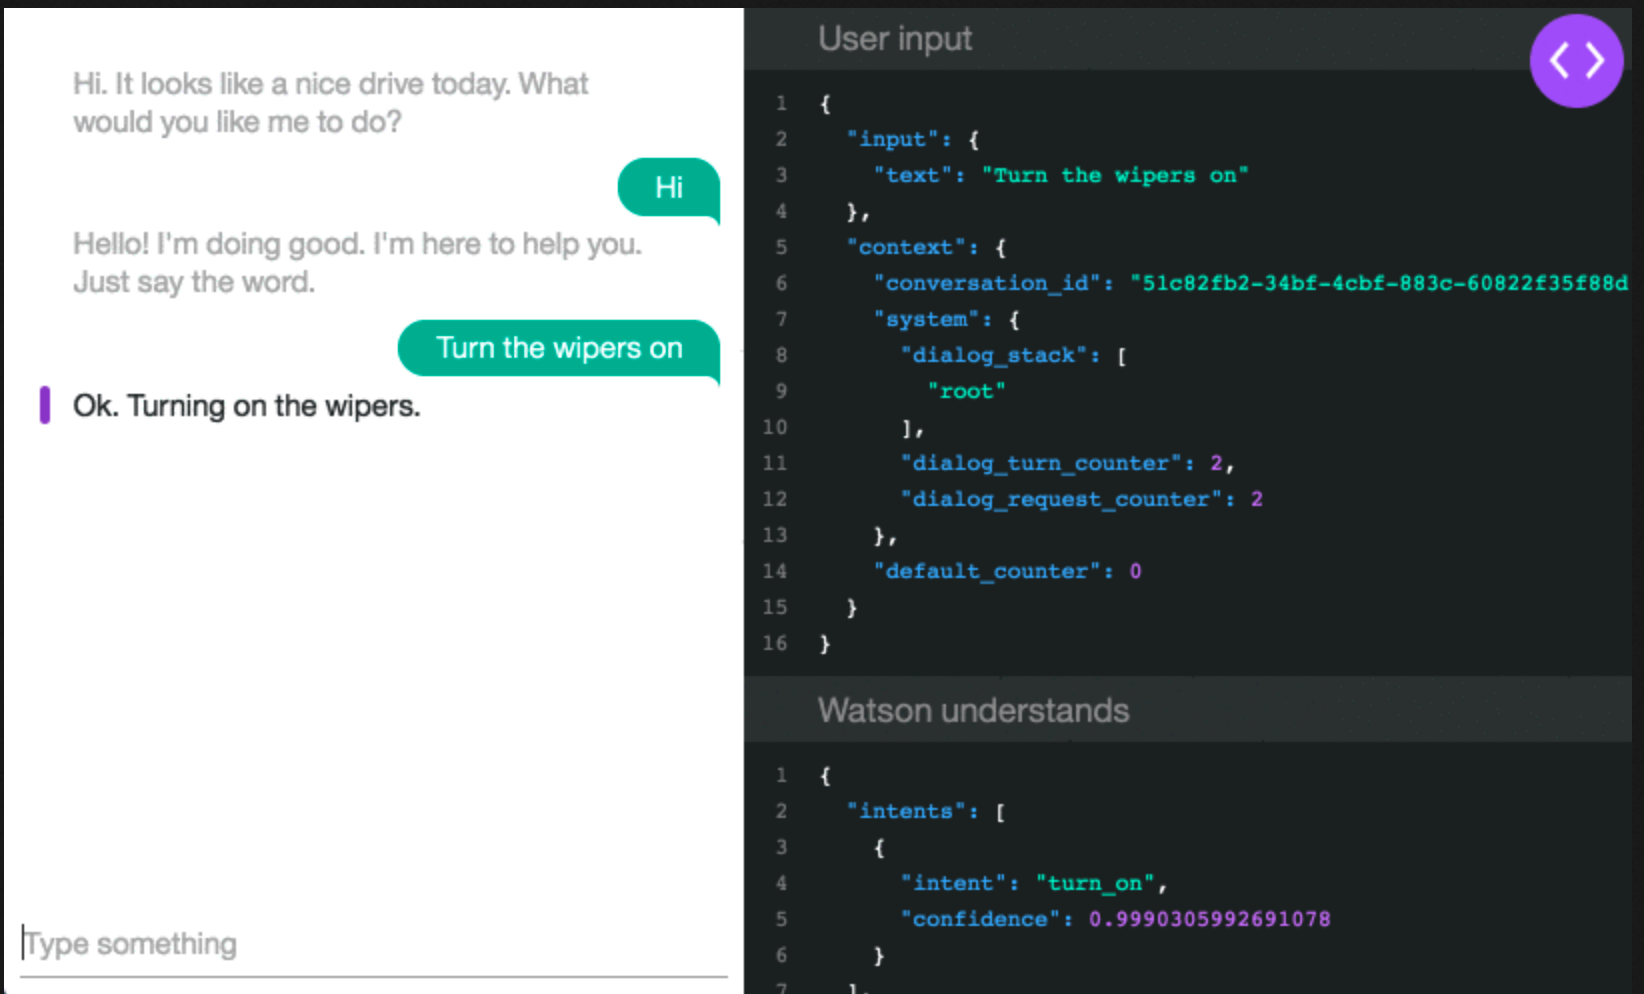 Hi. It looks like a nice drive today. What
would you like me to do?
Hi
Hello! I'm doing good. I'm here to help you.
Just say the word.
Turn the wipers on
Ok. Turning on the wipers.
Type something
User input
< >
1 {
2 "input": {
3 "text": "Turn the wipers on"
4 },
5 "context": {
6 "conversation_id": "51c82fb2-34bf-4cbf-883c-60822f35f88d
7 "system": {
8 "dialog_stack": [
9 "root"
10 ],
11 "dialog_turn_counter": 2,
12 "dialog_request_counter": 2
13 },
14 "default_counter": 0
15 }
16 }
Watson understands
1 {
2 "intents": [
3 {
4 "intent": "turn_on",
5 "confidence": 0.9990305992691078
6 }
7 ],